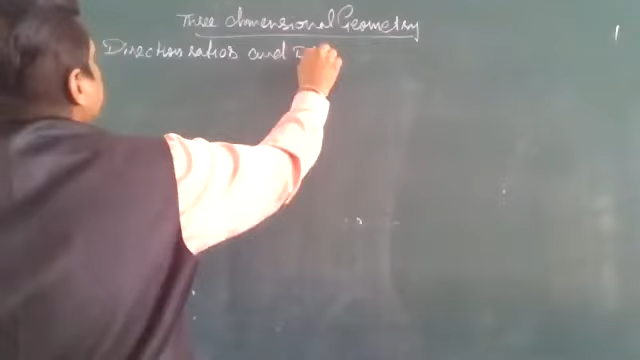 Three dimensional Geometry
Direction ratios and D
1